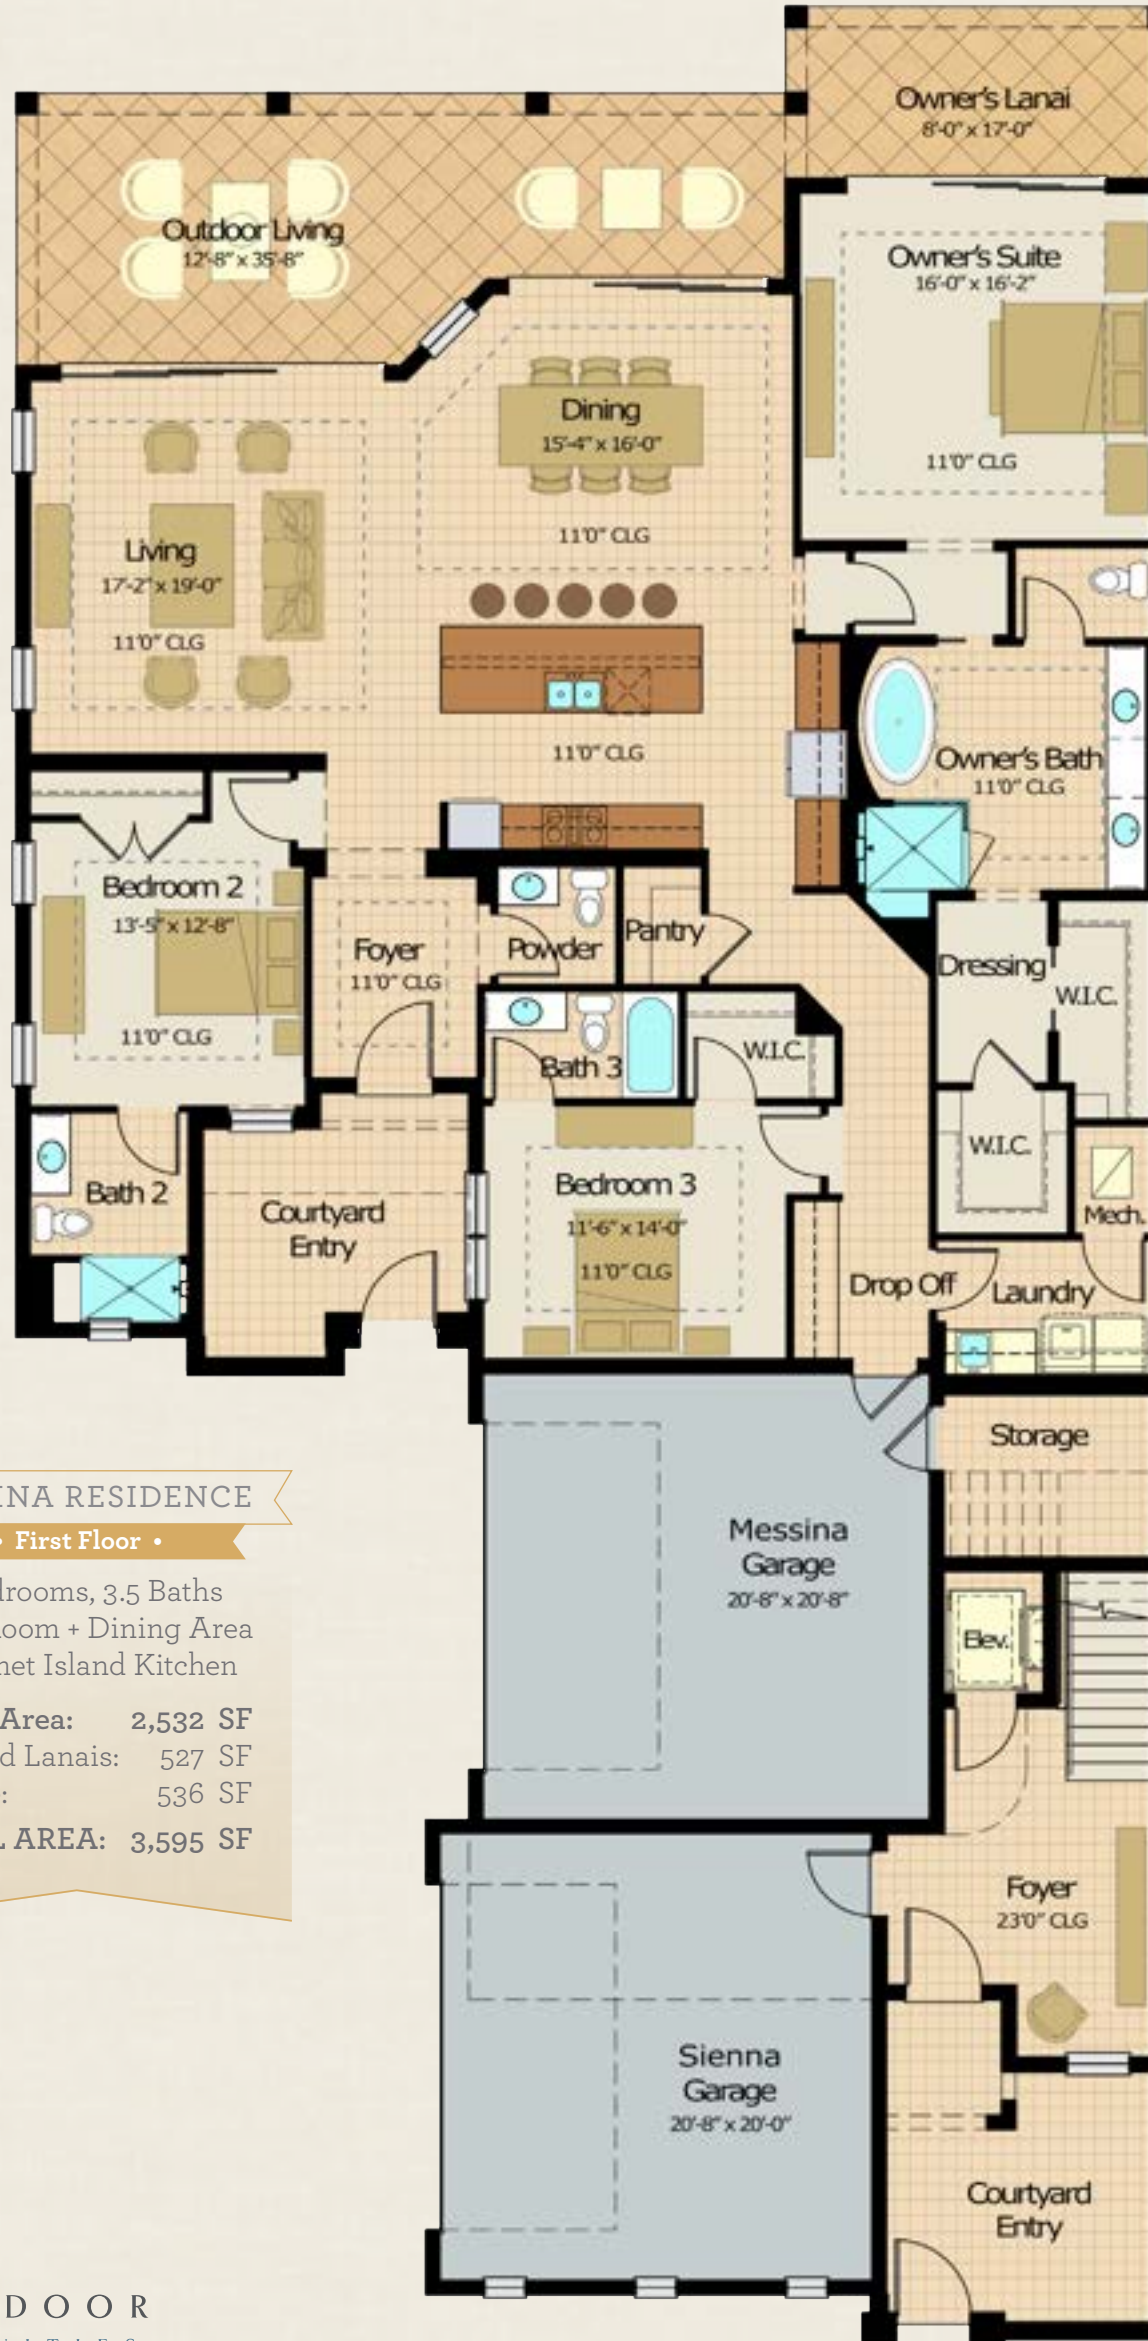 Owner's Lanai
8'-0" x 17'-0"
Outdoor Living
12'-8" x 35'-8"
Owner's Suite
16'-0" x 16'-2"
11'0" CLG
Dining
15'-4" x 16'-0"
11'0" CLG
Living
17'-2" x 19'-0"
11'0" CLG
11'0" CLG
Owner's Bath
11'0" CLG
Bedroom 2
13'-5" x 12'-8"
11'0" CLG
Foyer
11'0" CLG
Powder
Pantry
Dressing
W.I.C.
Bath 3
W.I.C.
W.I.C.
Bath 2
Courtyard
Entry
Bedroom 3
11'-6" x 14'-0"
11'0" CLG
Mech.
Drop Off
Laundry
Storage
INA RESIDENCE
• First Floor •
drooms, 3.5 Baths
oom + Dining Area
met Island Kitchen
Area: 2,532 SF
d Lanais: 527 SF
: 536 SF
L AREA: 3,595 SF
Messina
Garage
20'-8" x 20'-8"
Elev.
Foyer
23'0" CLG
Sienna
Garage
20'-8" x 20'-0"
Courtyard
Entry
DOOR